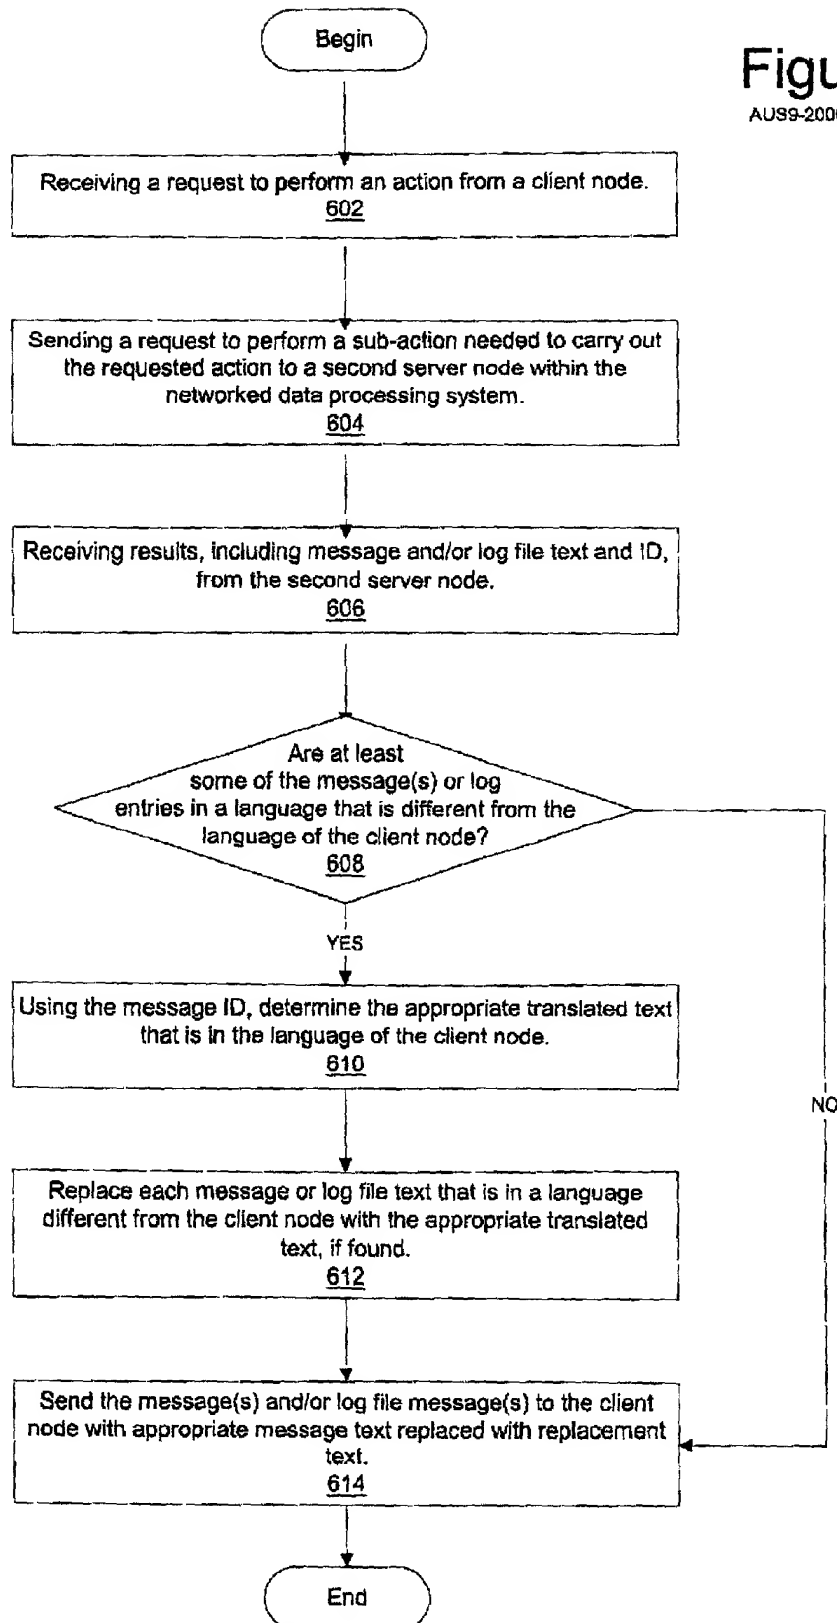 Begin
Figu
AUS9-200
Receiving a request to perform an action from a client node.
602
Sending a request to perform a sub-action needed to carry out
the requested action to a second server node within the
networked data processing system.
604
Receiving results, including message and/or log file text and ID,
from the second server node.
606
Are at least
some of the message(s) or log
entries in a language that is different from the
language of the client node?
608
YES
Using the message ID, determine the appropriate translated text
that is in the language of the client node.
610
NO
Replace each message or log file text that is in a language
different from the client node with the appropriate translated
text, if found.
612
Send the message(s) and/or log file message(s) to the client
node with appropriate message text replaced with replacement
text.
614
End